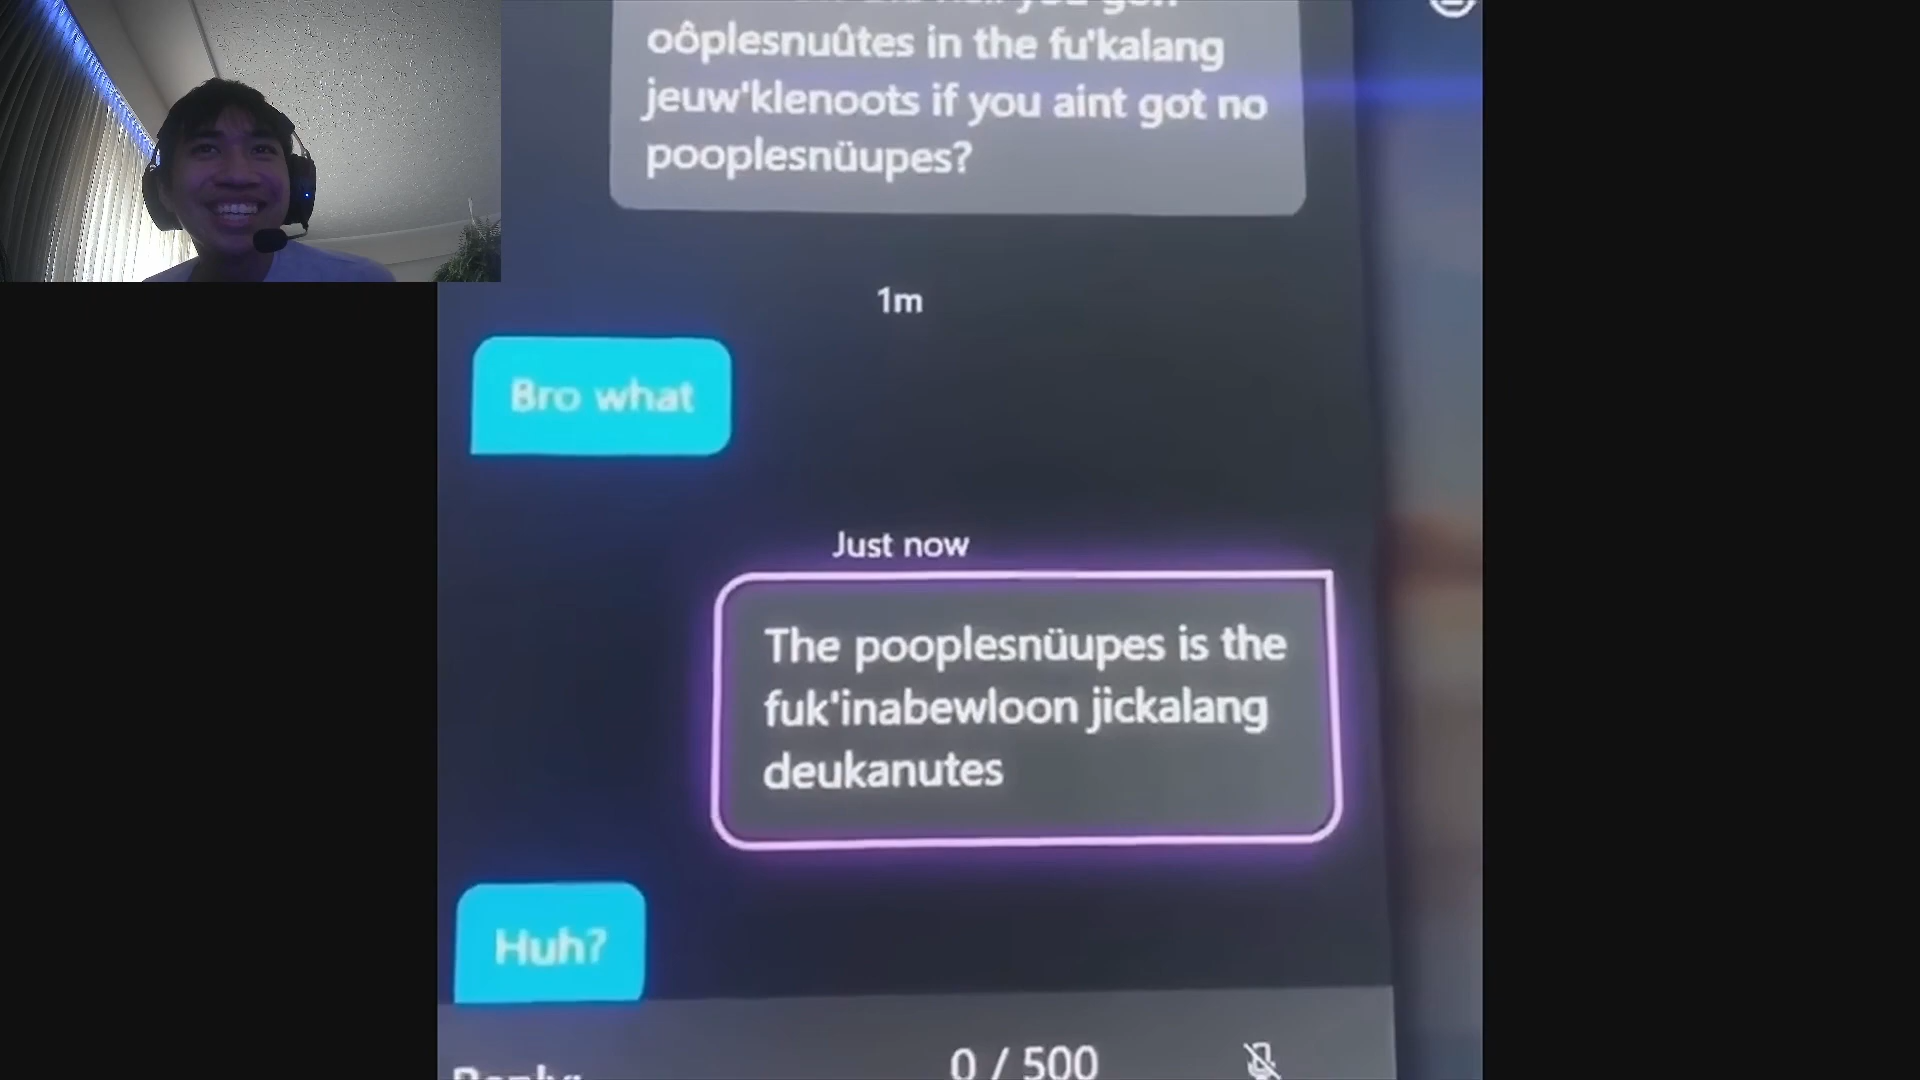 oôplesnuûtes in the fu'kalang
jeuw'klenoots if you aint got no
pooplesnüupes?
1m
Bro what
Just now
The pooplesnüupes is the
fuk'inabewloon jickalang
deukanutes
Huh?
0 / 500